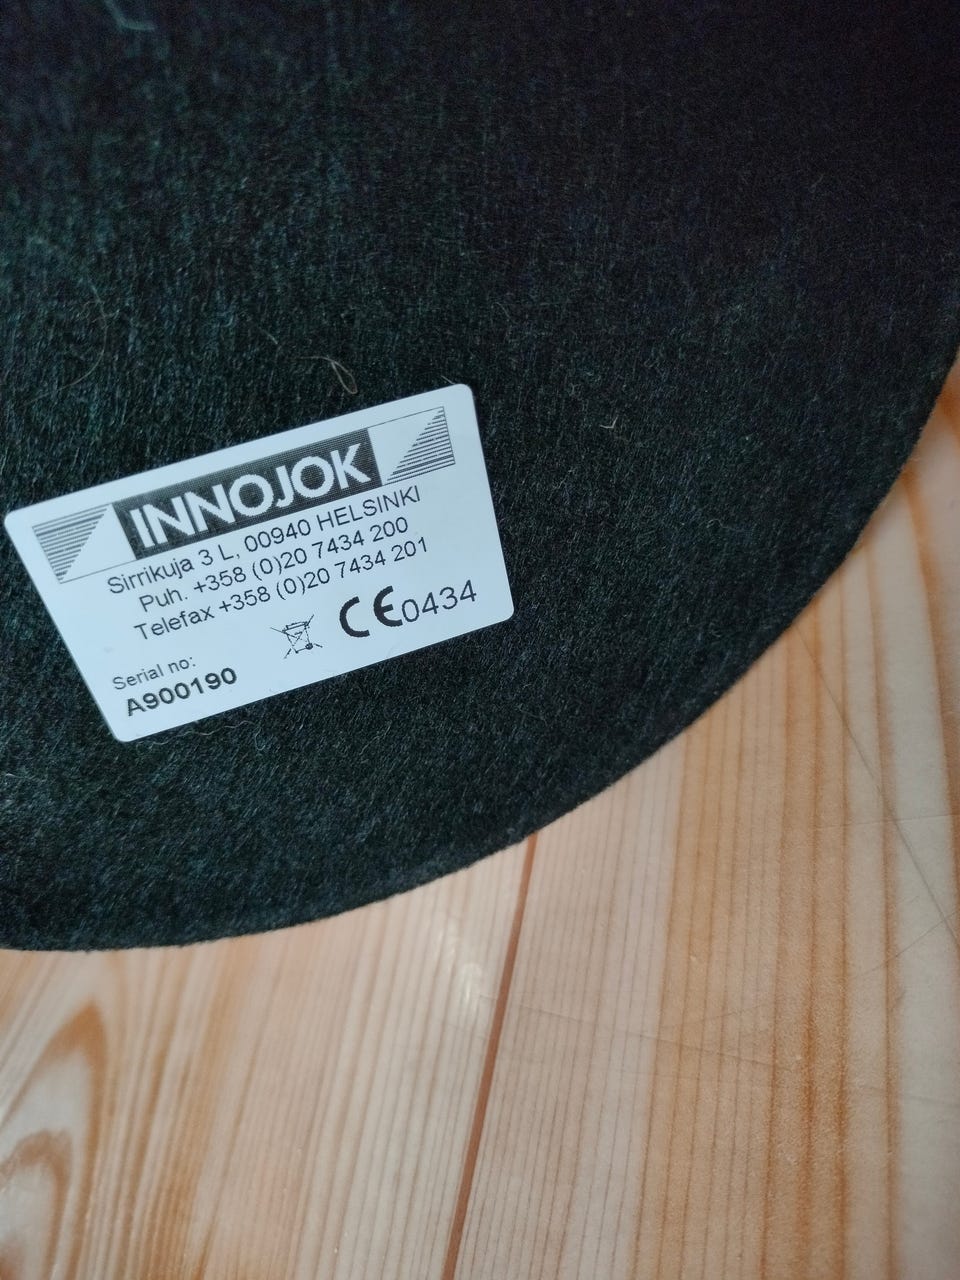 INNOJOK
Sirrikuja 3 L, 00940 HELSINKI
Puh. +358 (0)20 7434 200
Telefax +358 (0)20 7434 201
CE0434
Serial no:
A900190